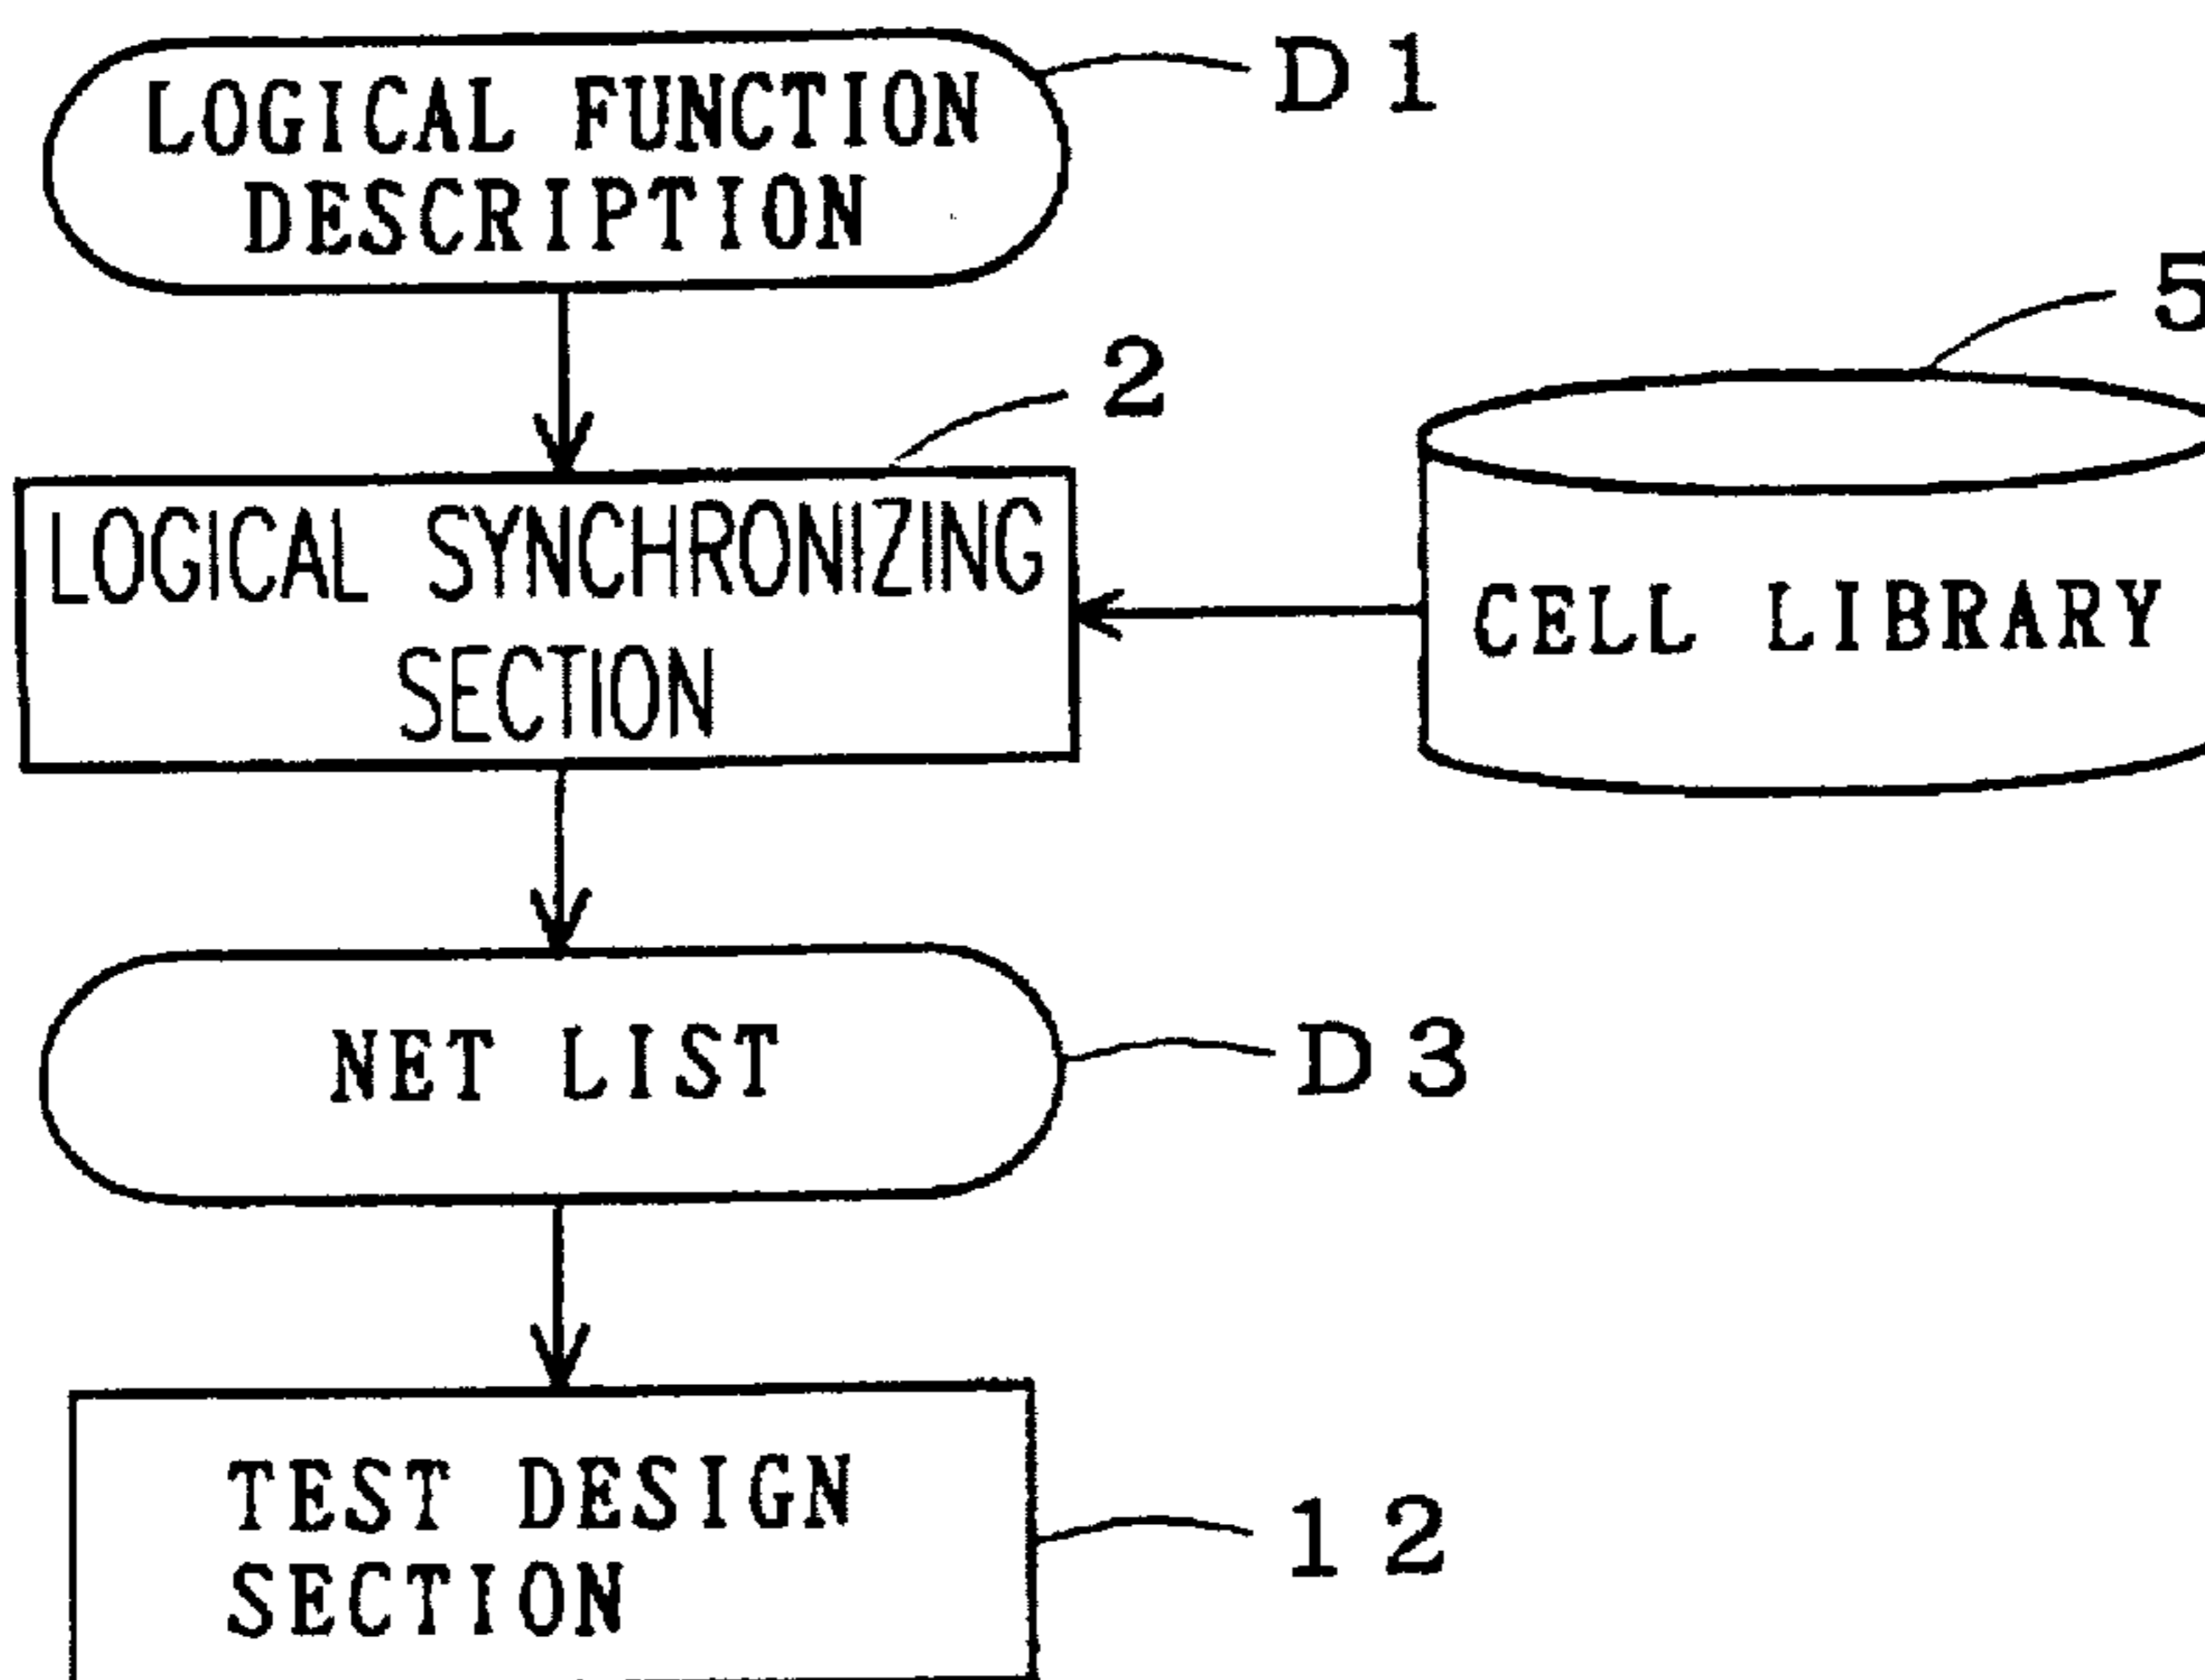 LOGICAL FUNCTION
DESCRIPTION
D1
5
2
LOGICAL SYNCHRONIZING
SECTION
CELL LIBRARY
NET LIST
D3
TEST DESIGN
SECTION
12